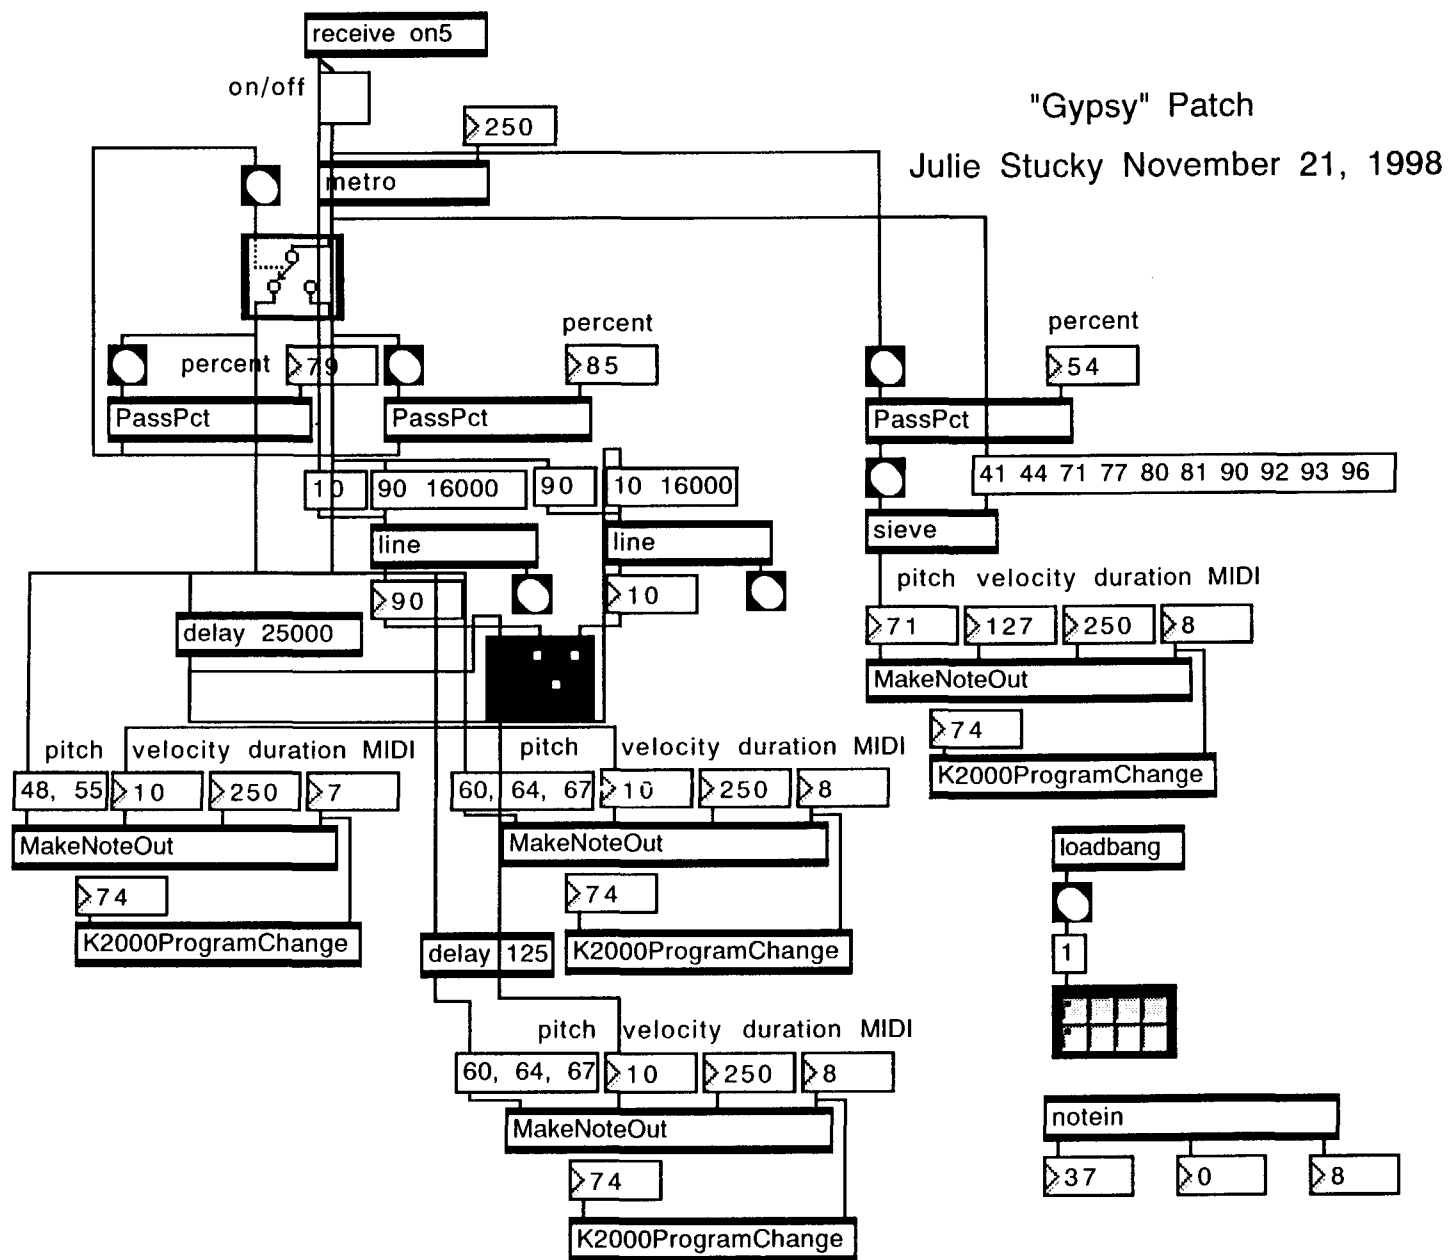 receive on5
on/off
"Gypsy" Patch
250
Julie Stucky November 21, 1998
metro
percent
percent
percent
79
85
54
PassPct
PassPct
PassPct
10
90 16000
90
10 16000
41 44 71 77 80 81 90 92 93 96
line
line
sieve
pitch velocity duration MIDI
90
10
delay 25000
71
127
250
8
MakeNoteOut
74
K2000ProgramChange
pitch velocity duration MIDI
pitch velocity duration MIDI
48, 55
10
250
7
60, 64, 67
10
250
8
MakeNoteOut
MakeNoteOut
74
74
K2000ProgramChange
delay 125
K2000ProgramChange
loadbang
1
pitch velocity duration MIDI
60, 64, 67
10
250
8
MakeNoteOut
74
K2000ProgramChange
notein
37
0
8